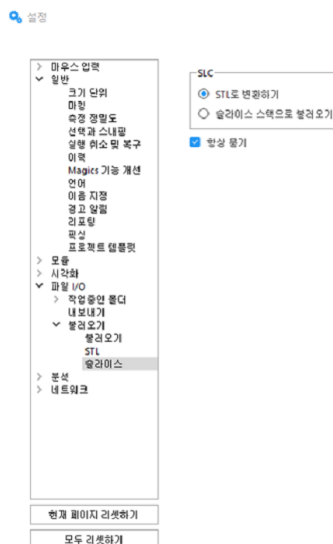 설정
마우스 입력
일반
크기 단위
마킹
측정 정밀도
선택과 스내핑
실행 취소 및 복구
이력
Magics 기능 개선
언어
이름 지정
경고 알림
리포팅
픽싱
프로젝트 템플릿
모듈
시각화
파일 I/O
작업중인 폴더
내보내기
불러오기
불러오기
STL
슬라이스
분석
네트워크
현재 페이지 리셋하기
모두 리셋하기
SLC
STL로 변환하기
슬라이스 스택으로 불러오기
항상 묻기